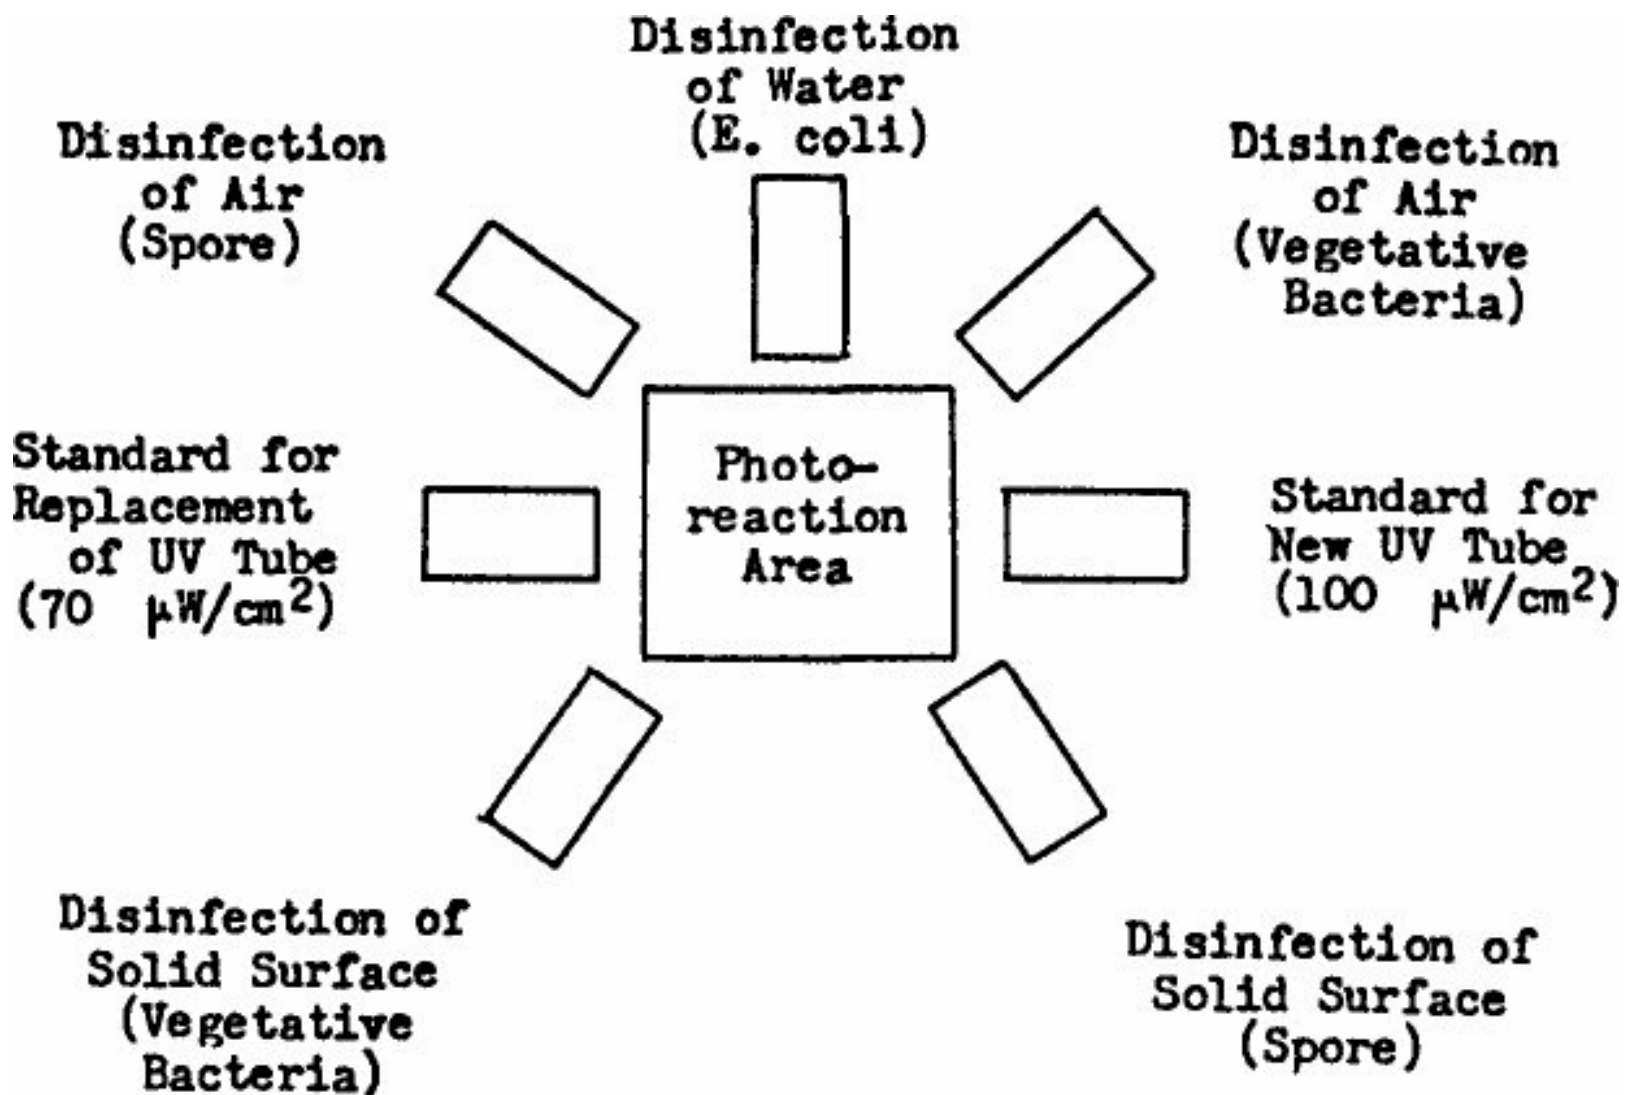 Disinfection
of Water
(E. coli)
Disinfection
of Air
(Spore)
Disinfection
of Air
(Vegetative
Bacteria)
Standard for
Replacement
of UV Tube
(70 μW/cm²)
Photo-
reaction
Area
Standard for
New UV Tube
(100 μW/cm²)
Disinfection of
Solid Surface
(Vegetative
Bacteria)
Disinfection of
Solid Surface
(Spore)